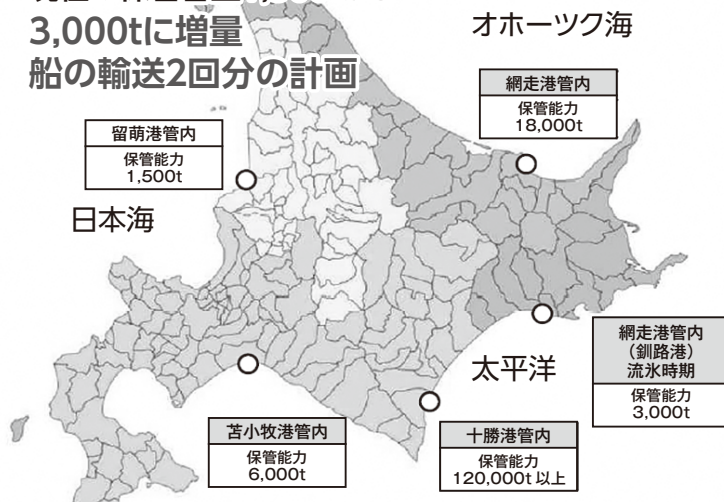 3,000tに増量
船の輸送2回分の計画
オホーツク海
網走港管内
保管能力
18,000t
留萌港管内
保管能力
1,500t
日本海
太平洋
網走港管内
（釧路港）
流氷時期
保管能力
3,000t
苫小牧港管内
保管能力
6,000t
十勝港管内
保管能力
120,000t 以上